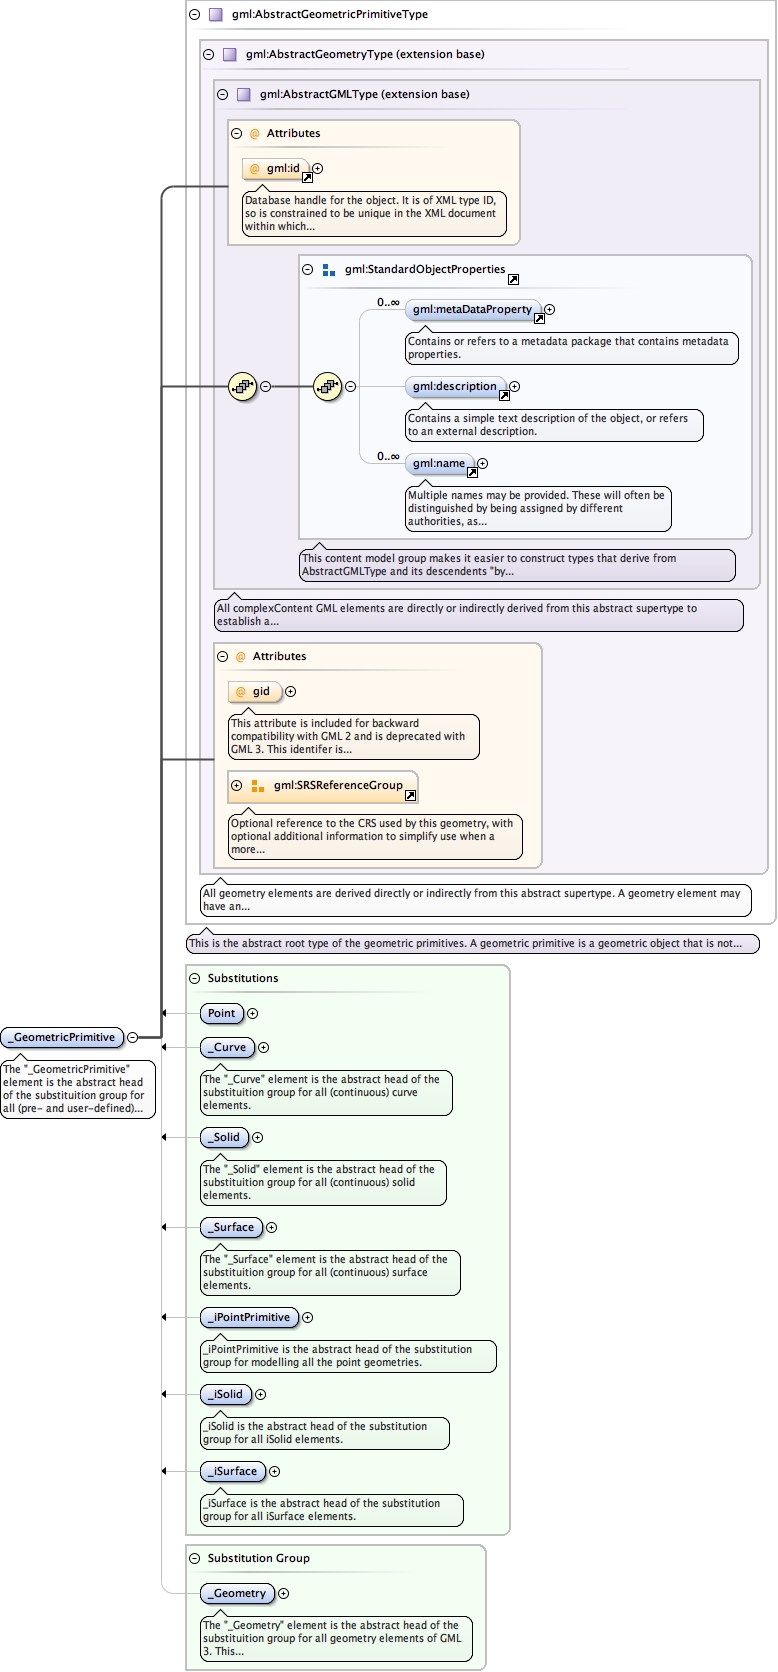 gml:AbstractGeometricPrimitiveType
gml:AbstractGeometryType (extension base)
gml:AbstractGMLType (extension base)
@ Attributes
@ gml:id
Database handle for the object. It is of XML type ID,
so is constrained to be unique in the XML document
within which...
gml:StandardObjectProperties
0..∞
gml:metaDataProperty
Contains or refers to a metadata package that contains metadata
properties.
gml:description
Contains a simple text description of the object, or refers
to an external description.
0..∞
gml:name
Multiple names may be provided. These will often be
distinguished by being assigned by different
authorities, as...
This content model group makes it easier to construct types that derive from
AbstractGMLType and its descendents "by...
All complexContent GML elements are directly or indirectly derived from this abstract supertype to
establish a...
@ Attributes
@ gid
This attribute is included for backward
compatibility with GML 2 and is deprecated with
GML 3. This identifer is...
gml:SRSReferenceGroup
Optional reference to the CRS used by this geometry, with
optional additional information to simplify use when a
more...
All geometry elements are derived directly or indirectly from this abstract supertype. A geometry element may
have an...
This is the abstract root type of the geometric primitives. A geometric primitive is a geometric object that is not...
_GeometricPrimitive
The "_GeometricPrimitive"
element is the abstract head
of the substituition group for
all (pre- and user-defined)...
Substitutions
Point
_Curve
The "_Curve" element is the abstract head of the
substituition group for all (continuous) curve
elements.
_Solid
The "_Solid" element is the abstract head of the
substituition group for all (continuous) solid
elements.
_Surface
The "_Surface" element is the abstract head of the
substituition group for all (continuous) surface
elements.
_iPointPrimitive
_iPointPrimitive is the abstract head of the substitution
group for modelling all the point geometries.
_iSolid
_iSolid is the abstract head of the substitution
group for all iSolid elements.
_iSurface
_iSurface is the abstract head of the substitution
group for all iSurface elements.
Substitution Group
_Geometry
The "_Geometry" element is the abstract head of the
substituition group for all geometry elements of GML
3. This...